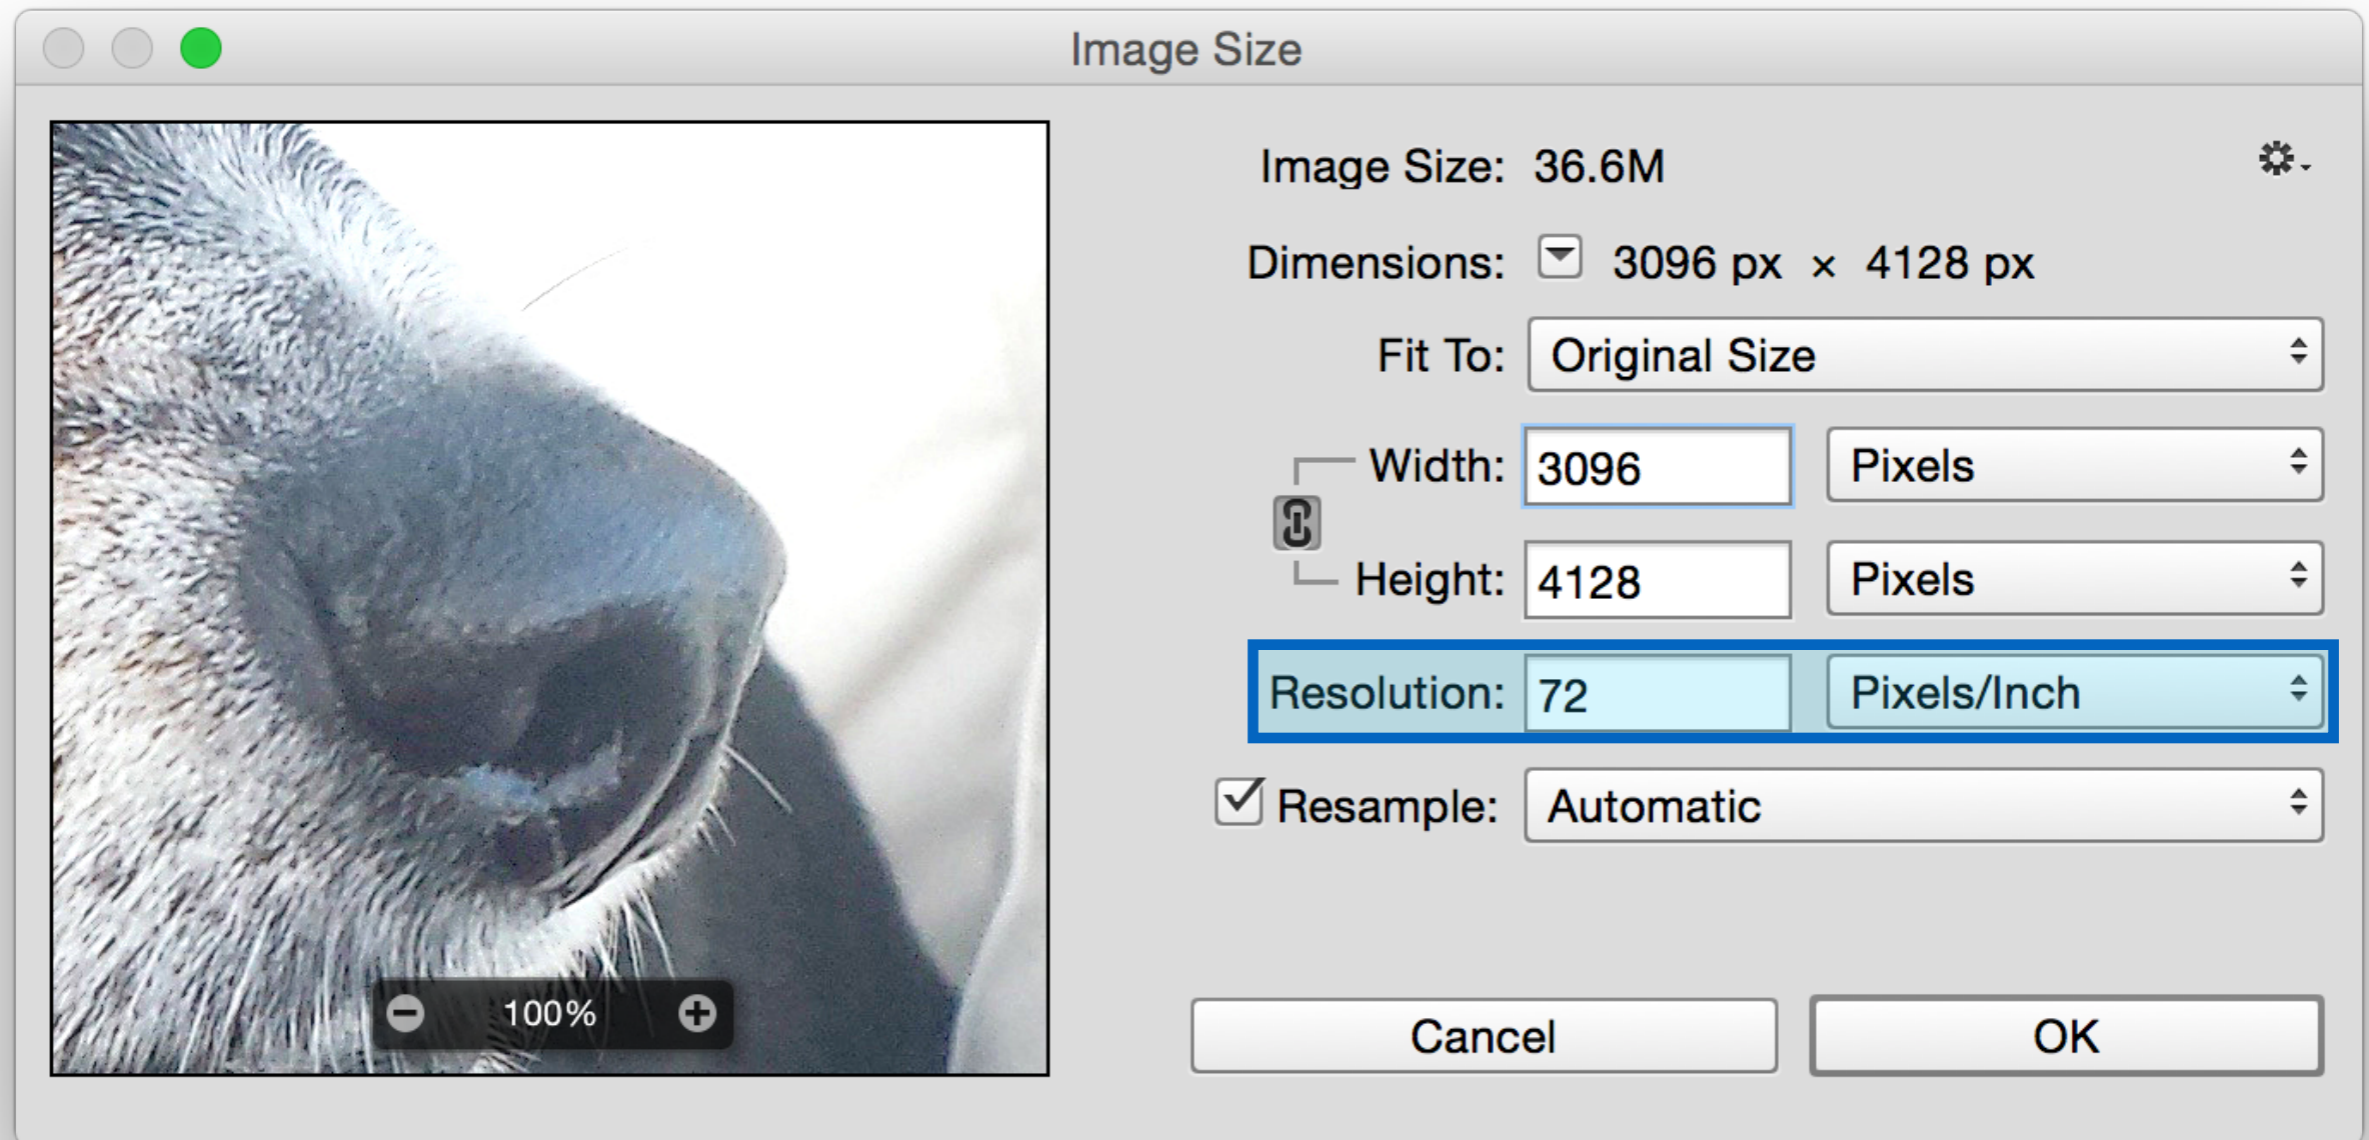 Image Size
Image Size: 36.6M
Dimensions: 3096 px × 4128 px
Fit To: Original Size
Width: 3096 Pixels
Height: 4128 Pixels
Resolution: 72 Pixels/Inch
Resample: Automatic
100%
Cancel OK